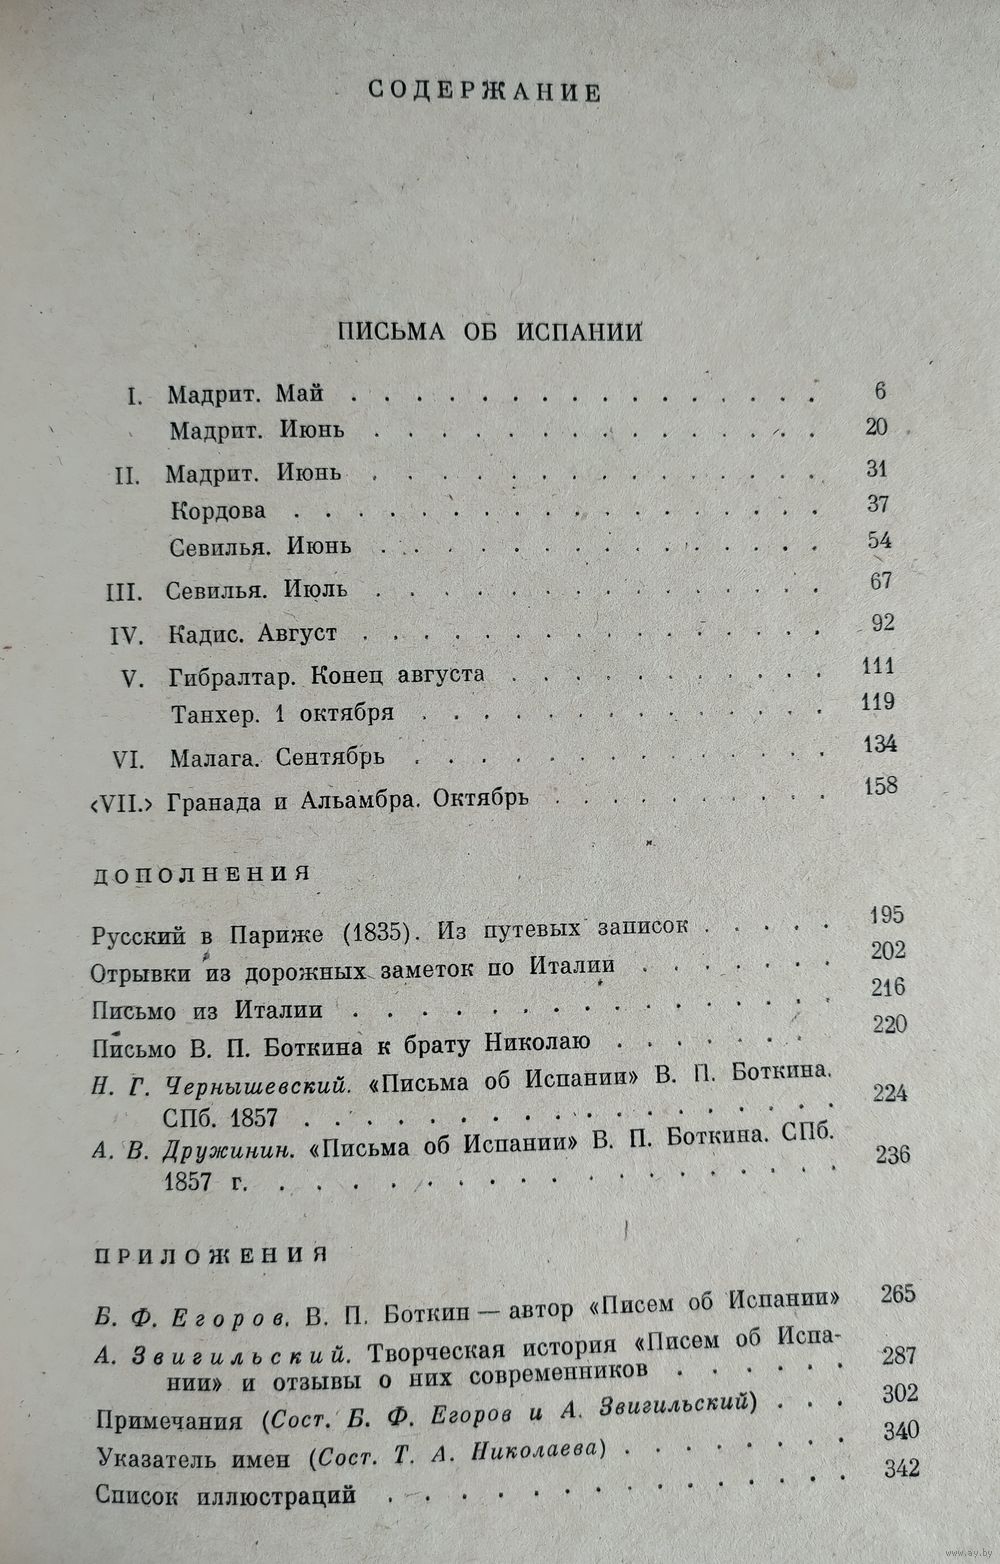 СОДЕРЖАНИЕ
ПИСЬМА ОБ ИСПАНИИ
I. Мадрит. Май . . . . . . . . . . . . . . . 6
Мадрит. Июнь . . . . . . . . . . . . . . 20
II. Мадрит. Июнь . . . . . . . . . . . . . . 31
Кордова . . . . . . . . . . . . . . . . . 37
Севилья. Июнь . . . . . . . . . . . . . . 54
III. Севилья. Июль . . . . . . . . . . . . . . 67
IV. Кадис. Август . . . . . . . . . . . . . . 92
V. Гибралтар. Конец августа . . . . . . . . . . 111
Танхер. 1 октября . . . . . . . . . . . . . 119
VI. Малага. Сентябрь . . . . . . . . . . . . . 134
<VII.> Гранада и Альамбра. Октябрь . . . . . . . . . 158
ДОПОЛНЕНИЯ
Русский в Париже (1835). Из путевых записок . . . . . 195
Отрывки из дорожных заметок по Италии . . . . . . . 202
Письмо из Италии . . . . . . . . . . . . . . . 216
Письмо В. П. Боткина к брату Николаю . . . . . . . 220
Н. Г. Чернышевский. «Письма об Испании» В. П. Боткина.
СПб. 1857 . . . . . . . . . . . . . . . . . 224
А. В. Дружинин. «Письма об Испании» В. П. Боткина. СПб.
1857 г. . . . . . . . . . . . . . . . . . . 236
ПРИЛОЖЕНИЯ
Б. Ф. Егоров. В. П. Боткин — автор «Писем об Испании» 265
А. Звигильский. Творческая история «Писем об Испа-
нии» и отзывы о них современников . . . . . . 287
Примечания (Сост. Б. Ф. Егоров и А. Звигильский) . . . 302
Указатель имен (Сост. Т. А. Николаева) . . . . . . . 340
Список иллюстраций . . . . . . . . . . . . . . 342
www.ay.by